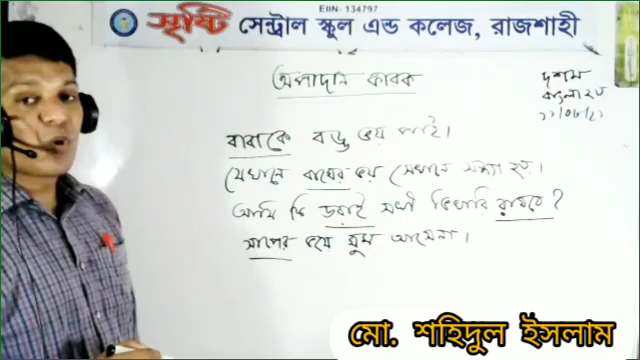 EIIN- 134797
সৃষ্টি সেন্ট্রাল স্কুল এন্ড কলেজ, রাজশাহী
অপাদান কারক
দশম
বাংলা ২য়
বাবাকে বড্ড ভয় পাই।
যেখানে বাঘের ভয় সেখানে সন্ধ্যা হয়।
আমি কি ডরাই সখী ভিখারি রাঘবে?
সাপের ভয়ে ঘুম আসেনা।
মো. শহিদুল ইসলাম